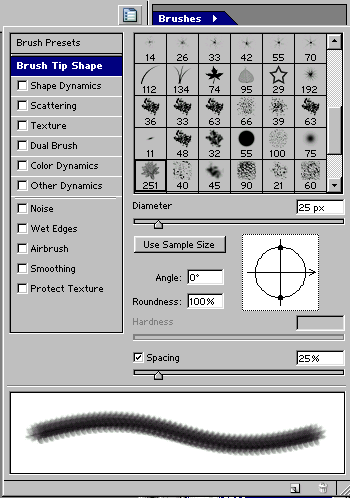 Brushes
Brush Presets
Brush Tip Shape
Shape Dynamics
Scattering
Texture
Dual Brush
Color Dynamics
Other Dynamics
Noise
Wet Edges
Airbrush
Smoothing
Protect Texture
14 26 33 42 55 70
112 134 74 95 29 192
36 33 63 66 39 63
11 48 32 55 100 75
251 40 45 90 21 60
Diameter 25 px
Use Sample Size
Angle: 0°
Roundness: 100%
Hardness
Spacing 25%